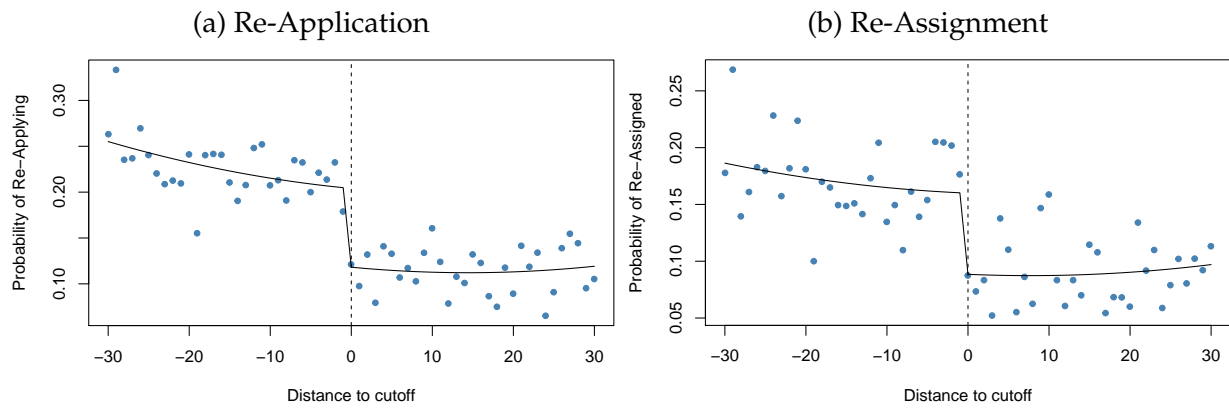 (a) Re-Application
Probability of Re−Applying
0.10 0.20 0.30
−30 −20 −10 0 10 20 30
Distance to cutoff
(b) Re-Assignment
Probability of Re−Assigned
0.05 0.10 0.15 0.20 0.25
−30 −20 −10 0 10 20 30
Distance to cutoff